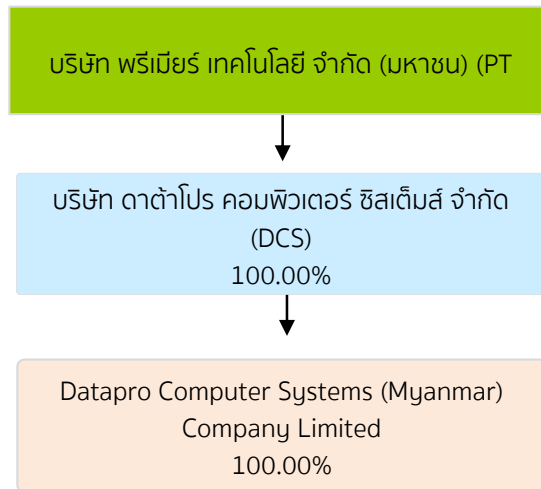 บริษัท พรีเมียร์ เทคโนโลยี จำกัด (มหาชน) (PT
บริษัท ดาต้าโปร คอมพิวเตอร์ ซิสเต็มส์ จำกัด
(DCS)
100.00%
Datapro Computer Systems (Myanmar)
Company Limited
100.00%